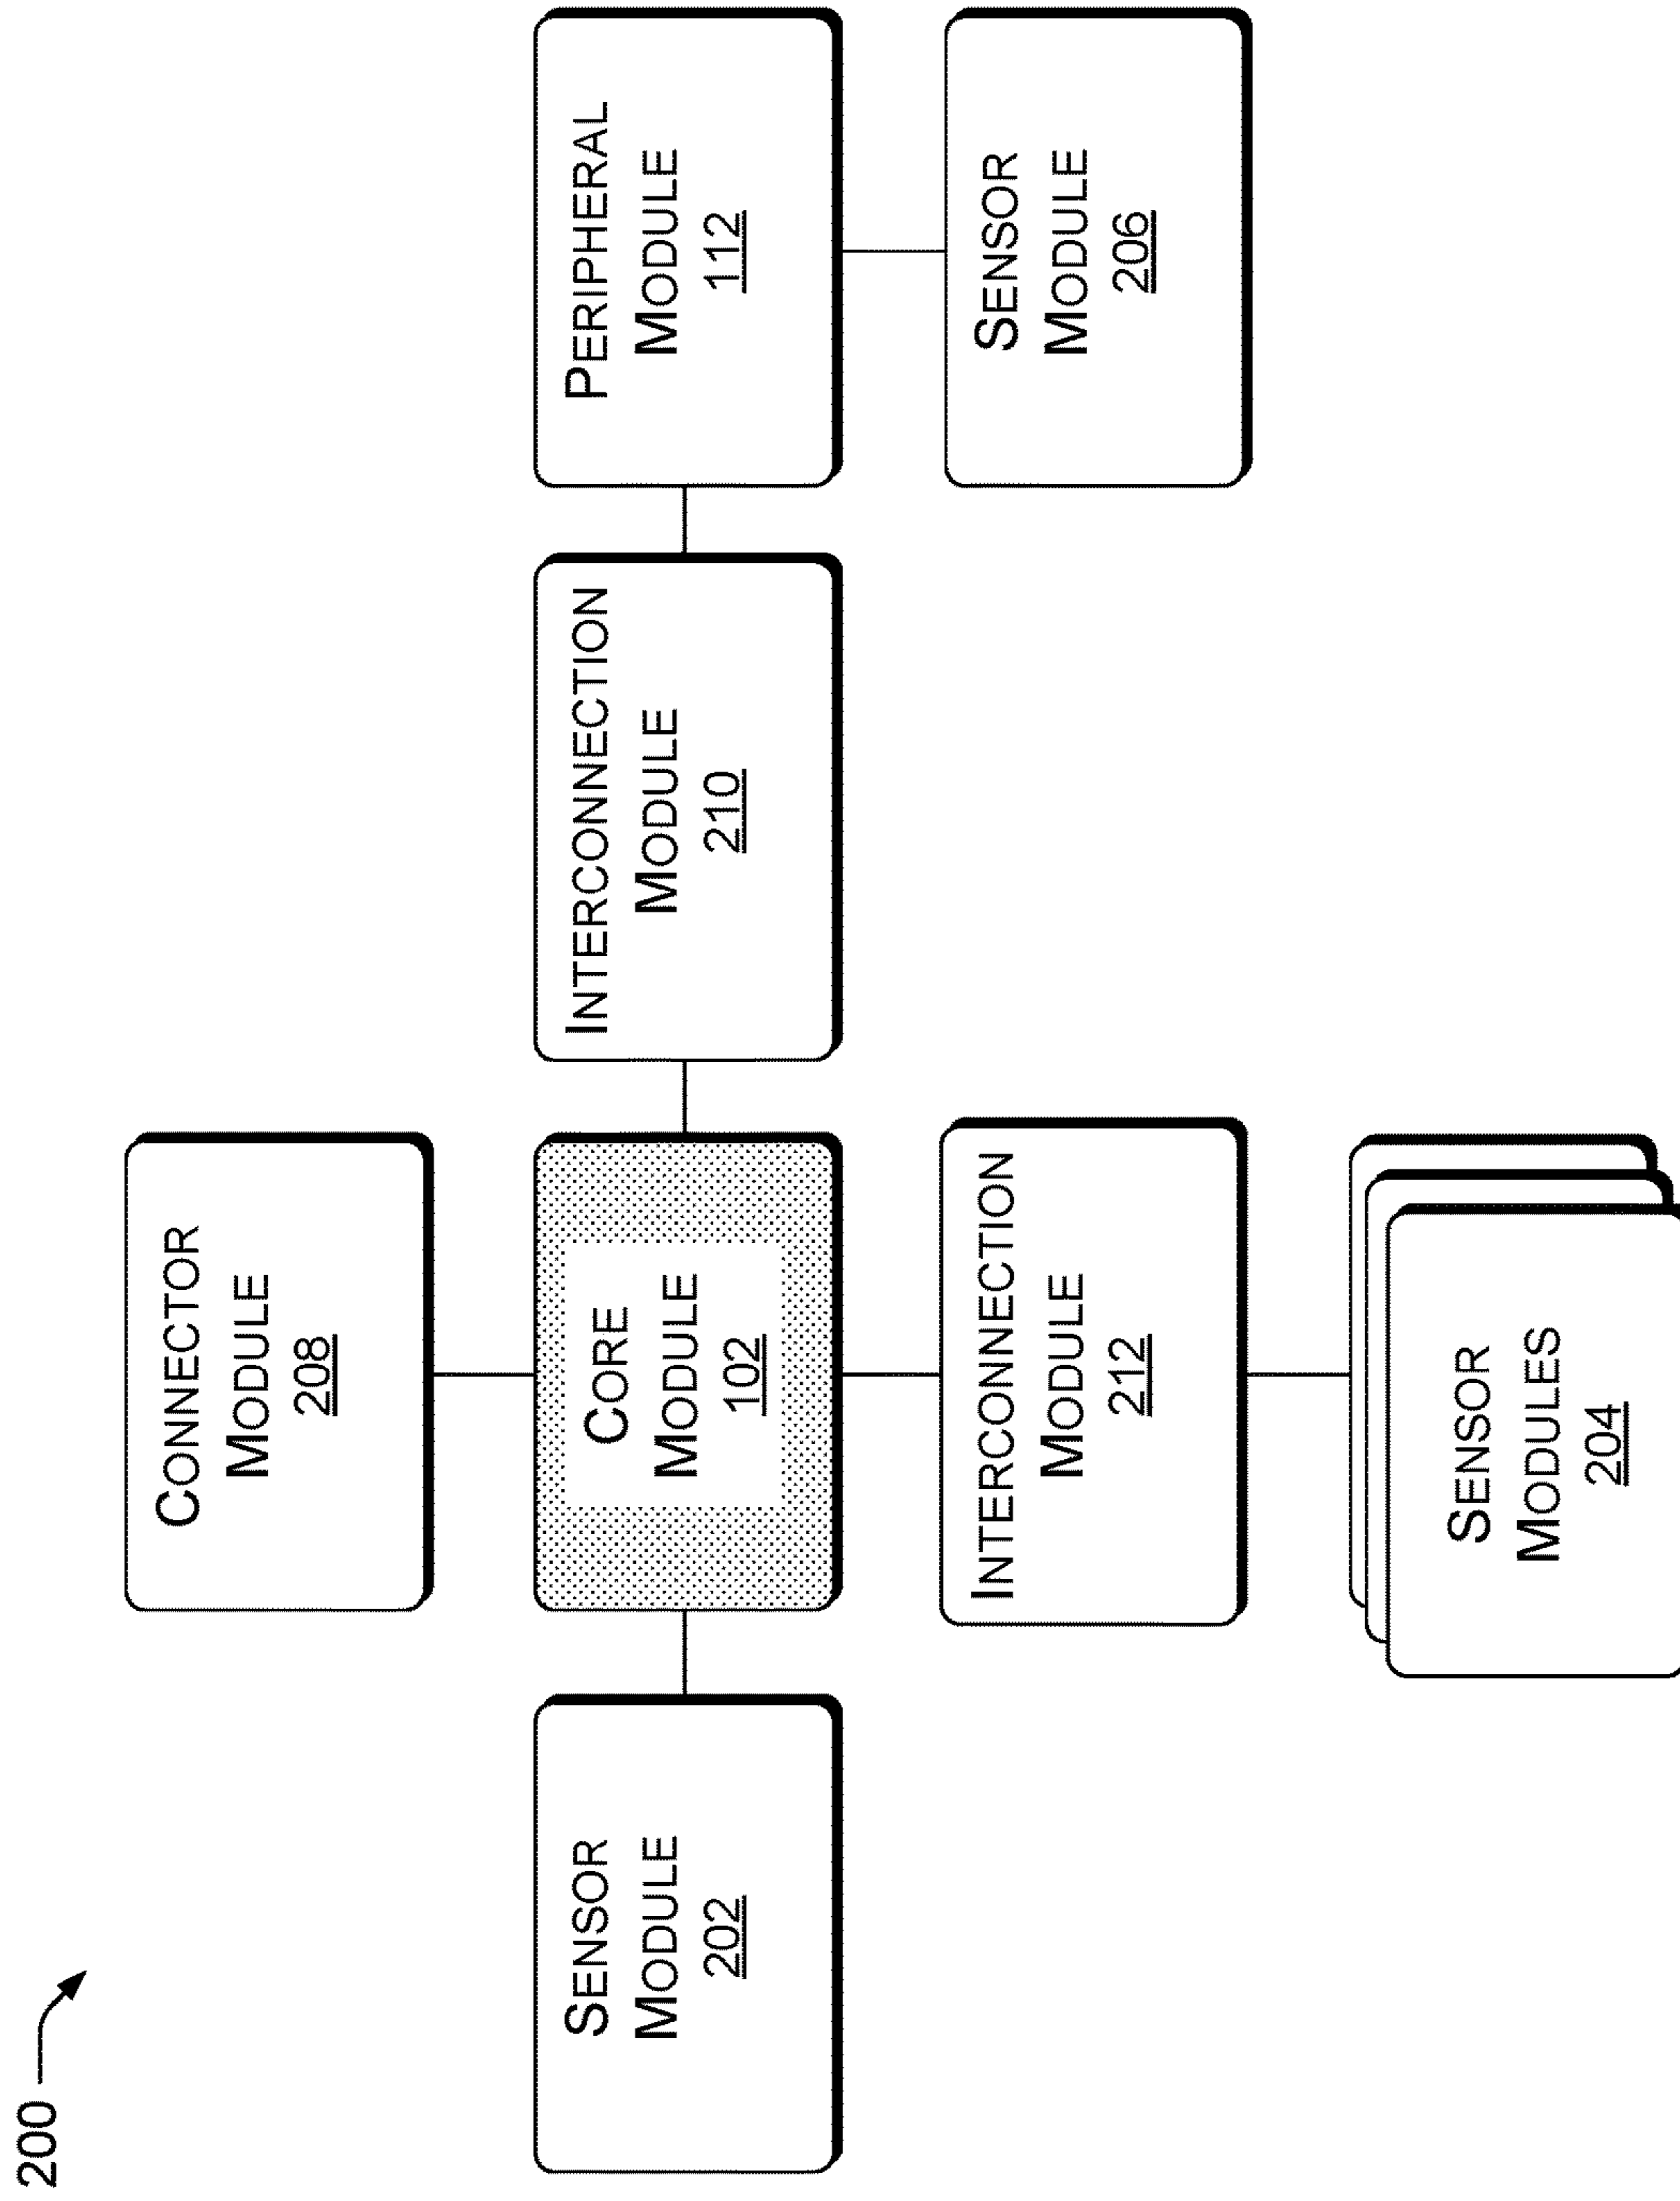 200
CONNECTOR
MODULE
208
SENSOR
MODULE
202
CORE
MODULE
102
INTERCONNECTION
MODULE
210
PERIPHERAL
MODULE
112
INTERCONNECTION
MODULE
212
SENSOR
MODULE
206
SENSOR
MODULES
204